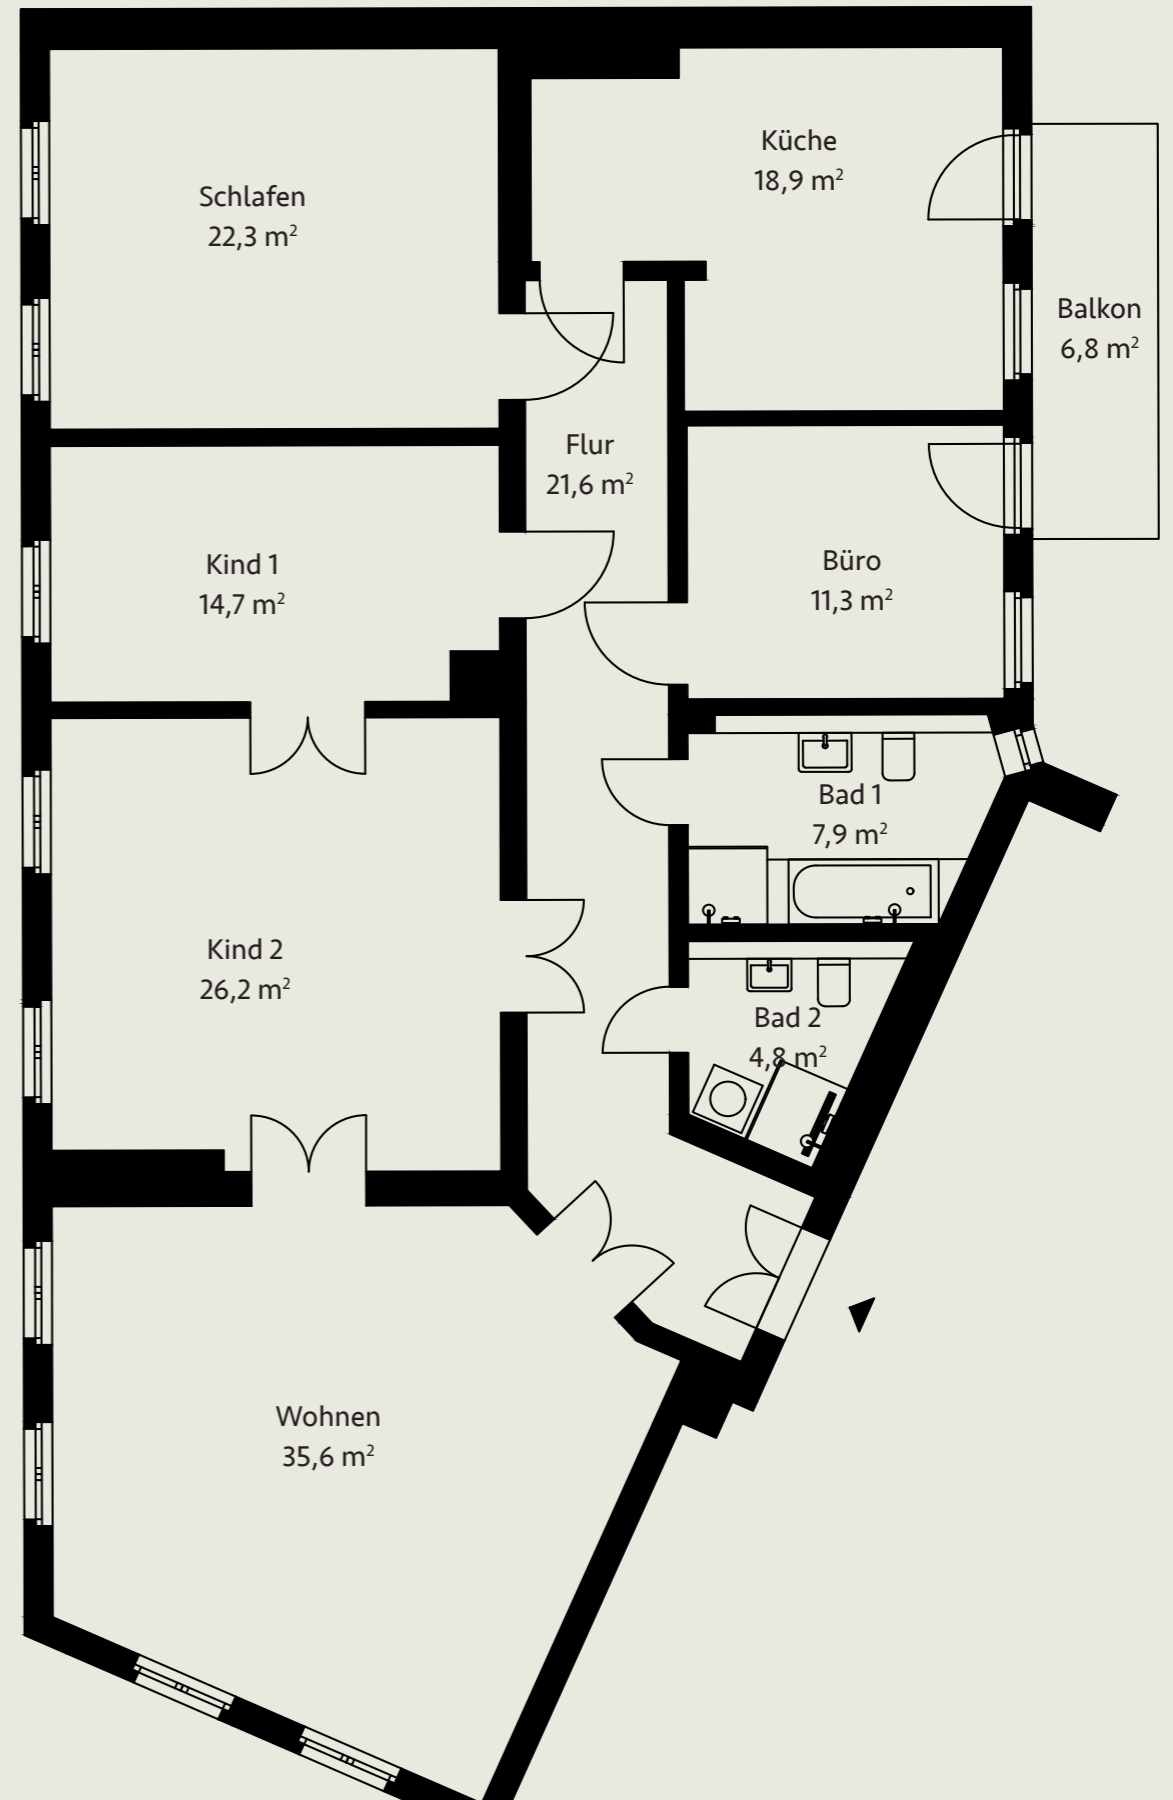 Küche
18,9 m²
Schlafen
22,3 m²
Balkon
6,8 m²
Flur
21,6 m²
Kind 1
14,7 m²
Büro
11,3 m²
Bad 1
7,9 m²
Kind 2
26,2 m²
Bad 2
4,8 m²
Wohnen
35,6 m²